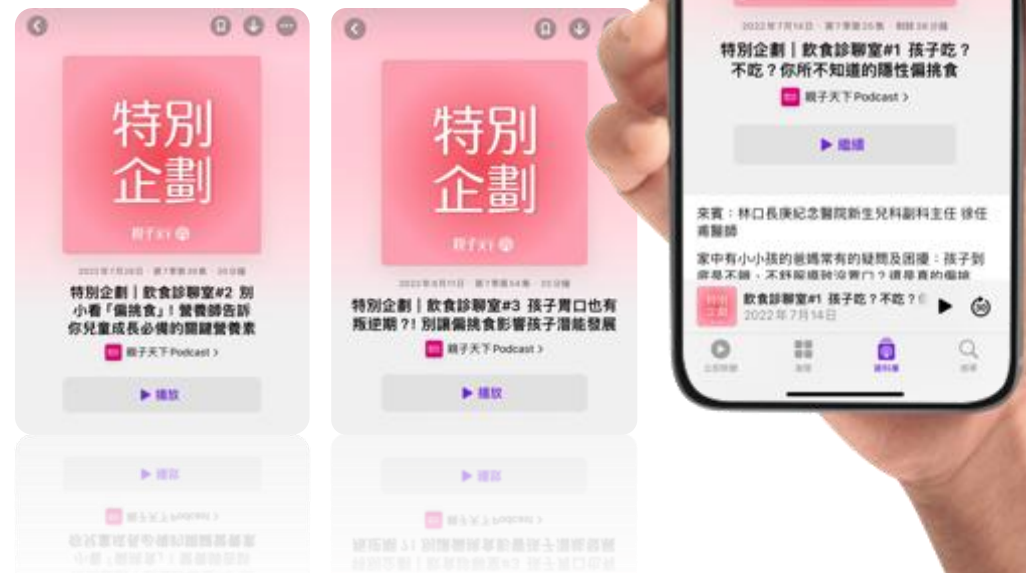 特別
企劃
親子天下
特別企劃｜飲食診聊室#2 別
小看「偏挑食」! 營養師告訴
你兒童成長必備的關鍵營養素
親子天下 Podcast >
▶ 播放
特別
企劃
親子天下
特別企劃｜飲食診聊室#3 孩子胃口也有
叛逆期 ?! 別讓偏挑食影響孩子潛能發展
親子天下 Podcast >
▶ 播放
2022年7月14日
特別企劃｜飲食診聊室#1 孩子吃？
不吃？你所不知道的隱性偏挑食
親子天下 Podcast >
▶ 繼續
來賓：林口長庚紀念醫院新生兒科副科主任 徐任
甫醫師
家中有小小孩的爸媽常有的疑問及困擾：孩子到
飲食診聊室#1 孩子吃？不吃？
2022年7月14日
資料庫
搜尋